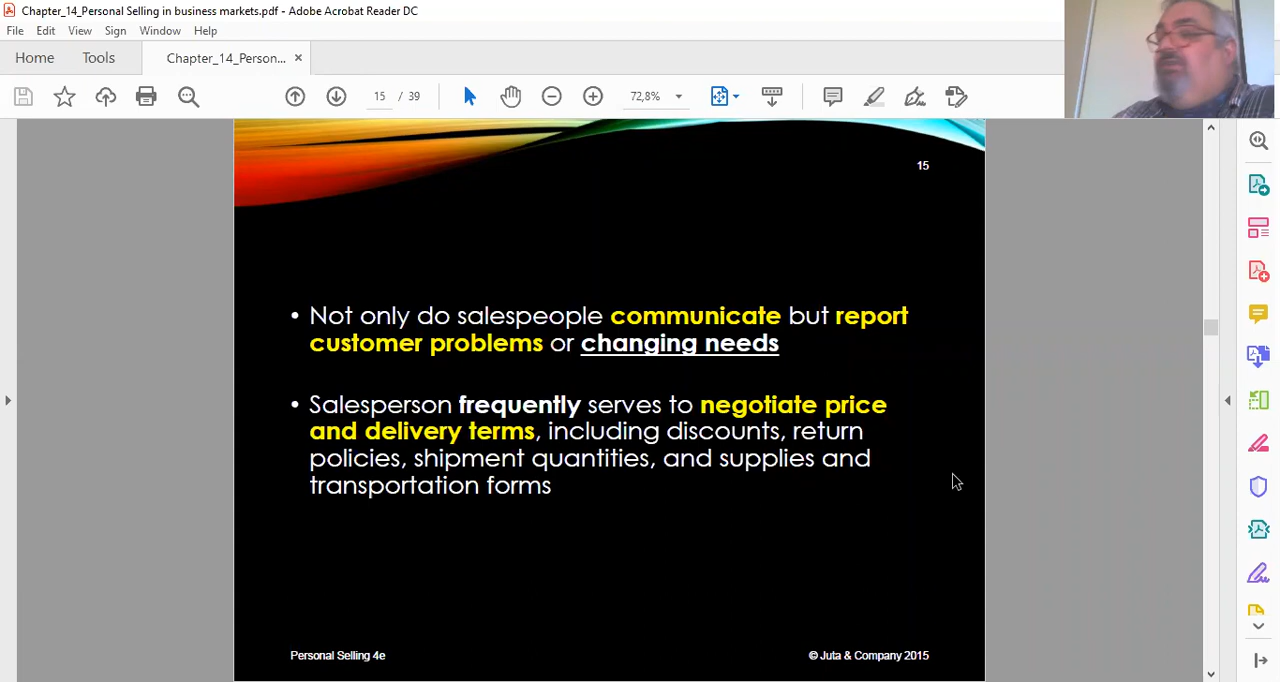 Chapter_14_Personal Selling in business markets.pdf - Adobe Acrobat Reader DC
File Edit View Sign Window Help
Home Tools Chapter_14_Person... ×
15 / 39 72,8%
15
• Not only do salespeople communicate but report
customer problems or changing needs
• Salesperson frequently serves to negotiate price
and delivery terms, including discounts, return
policies, shipment quantities, and supplies and
transportation forms
Personal Selling 4e © Juta & Company 2015